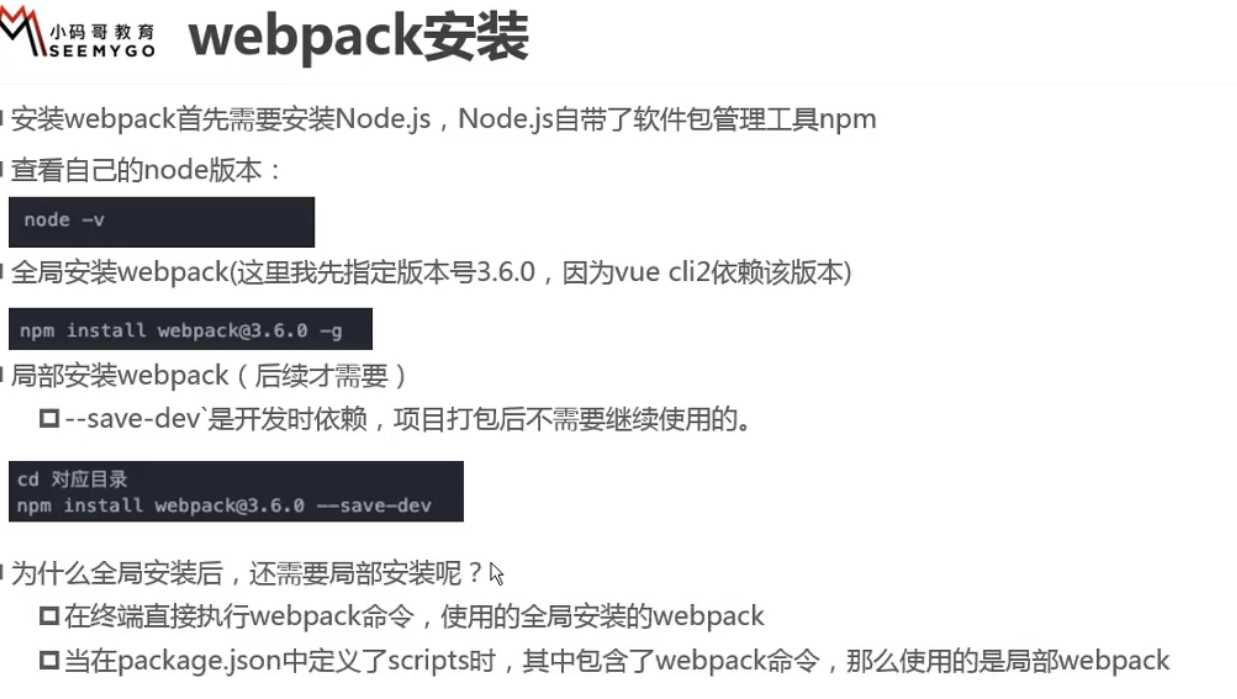 小码哥教育
SEEMYGO
webpack安装
安装webpack首先需要安装Node.js，Node.js自带了软件包管理工具npm
查看自己的node版本：
node -v
全局安装webpack(这里我先指定版本号3.6.0，因为vue cli2依赖该版本)
npm install webpack@3.6.0 -g
局部安装webpack（后续才需要）
--save-dev`是开发时依赖，项目打包后不需要继续使用的。
cd 对应目录
npm install webpack@3.6.0 --save-dev
为什么全局安装后，还需要局部安装呢？
在终端直接执行webpack命令，使用的全局安装的webpack
当在package.json中定义了scripts时，其中包含了webpack命令，那么使用的是局部webpack